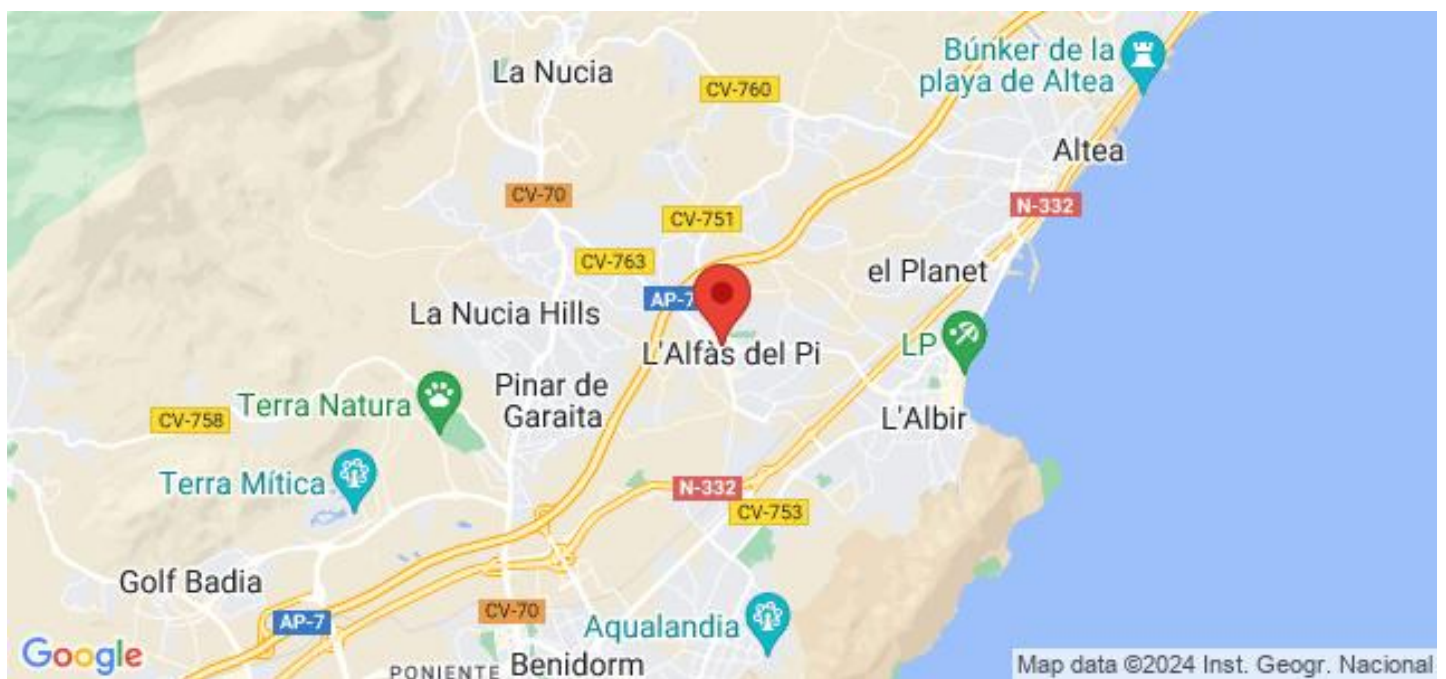 Búnker de la
playa de Altea
La Nucia
CV-760
Altea
CV-70
N-332
CV-751
CV-763
el Planet
AP-7
La Nucia Hills
LP
L'Alfàs del Pi
Pinar de
Garaita
Terra Natura
CV-758
L'Albir
Terra Mítica
N-332
CV-753
Golf Badia
CV-70
AP-7
Aqualandia
Google
PONIENTE
Benidorm
Map data ©2024 Inst. Geogr. Nacional